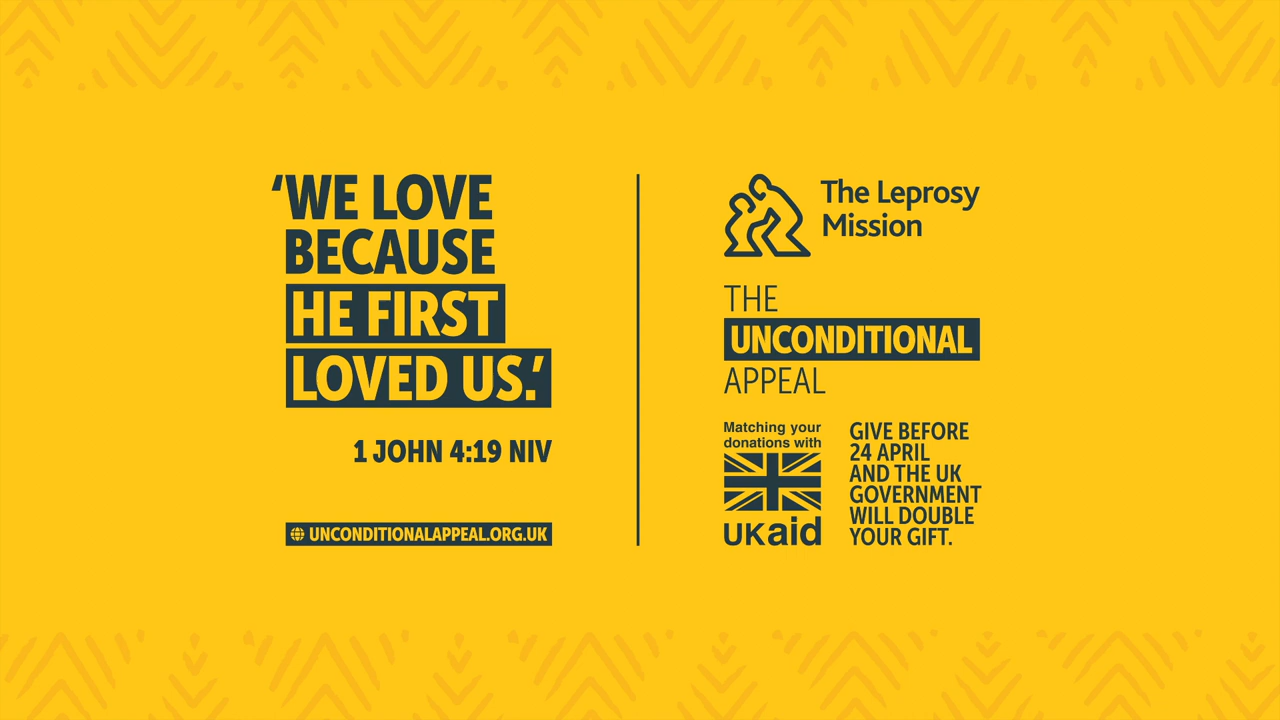 ‘WE LOVE
BECAUSE
HE FIRST
LOVED US.’
1 JOHN 4:19 NIV
UNCONDITIONALAPPEAL.ORG.UK
The Leprosy
Mission
THE
UNCONDITIONAL
APPEAL
Matching your
donations with
UKaid
GIVE BEFORE
24 APRIL
AND THE UK
GOVERNMENT
WILL DOUBLE
YOUR GIFT.